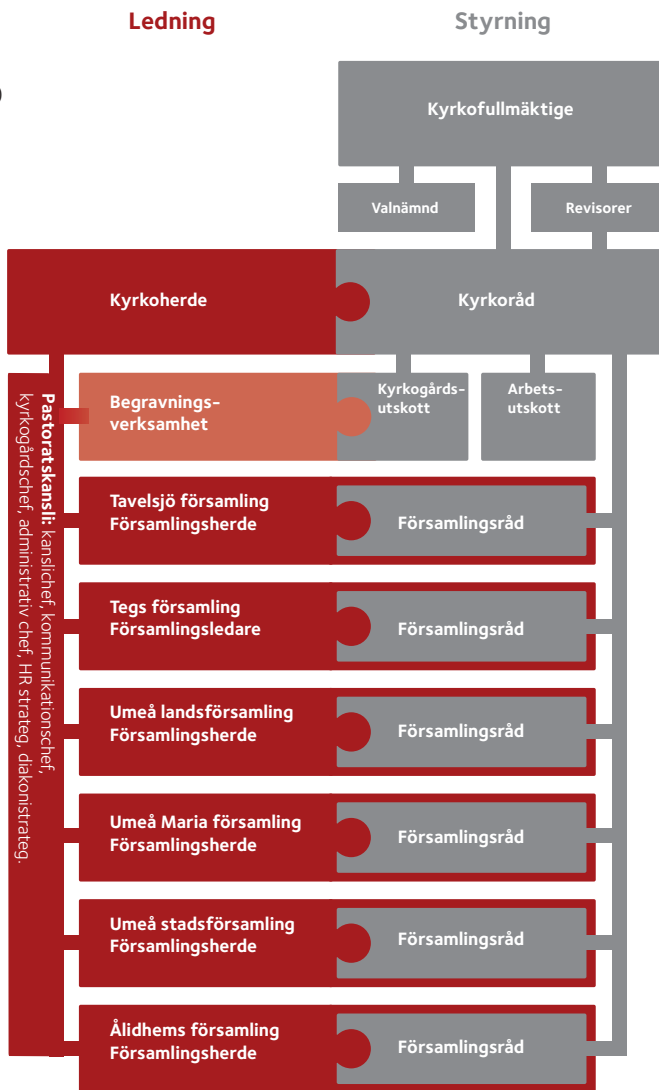 Ledning
Styrning
Kyrkofullmäktige
Valnämnd
Revisorer
Kyrkoherde
Kyrkoråd
Pastoratskansli: kanslichef, kommunikationschef,
kyrkogårdschef, administrativ chef, HR strateg, diakonistrateg.
Begravnings-
verksamhet
Kyrkogårds-
utskott
Arbets-
utskott
Tavelsjö församling
Församlingsherde
Församlingsråd
Tegs församling
Församlingsledare
Församlingsråd
Umeå landsförsamling
Församlingsherde
Församlingsråd
Umeå Maria församling
Församlingsherde
Församlingsråd
Umeå stadsförsamling
Församlingsherde
Församlingsråd
Ålidhems församling
Församlingsherde
Församlingsråd